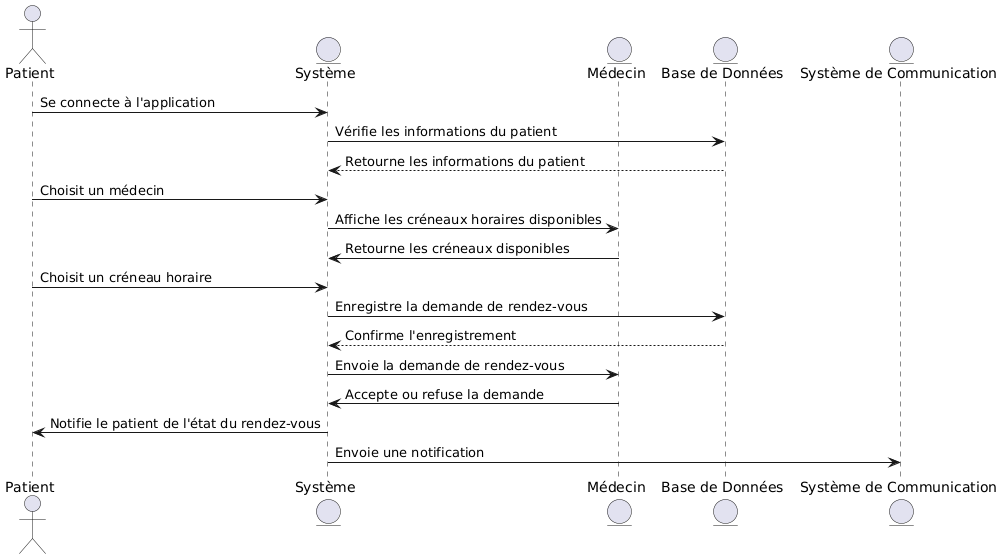 Patient
Système
Médecin
Base de Données
Système de Communication
Se connecte à l'application
Vérifie les informations du patient
Retourne les informations du patient
Choisit un médecin
Affiche les créneaux horaires disponibles
Retourne les créneaux disponibles
Choisit un créneau horaire
Enregistre la demande de rendez-vous
Confirme l'enregistrement
Envoie la demande de rendez-vous
Accepte ou refuse la demande
Notifie le patient de l'état du rendez-vous
Envoie une notification
Patient
Système
Médecin
Base de Données
Système de Communication